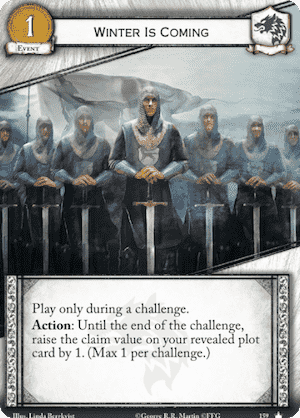 1
WINTER IS COMING
EVENT
Play only during a challenge.
Action: Until the end of the challenge,
raise the claim value on your revealed plot
card by 1. (Max 1 per challenge.)
Illus. Linda Bergkvist
©George R.R. Martin ©FFG
159